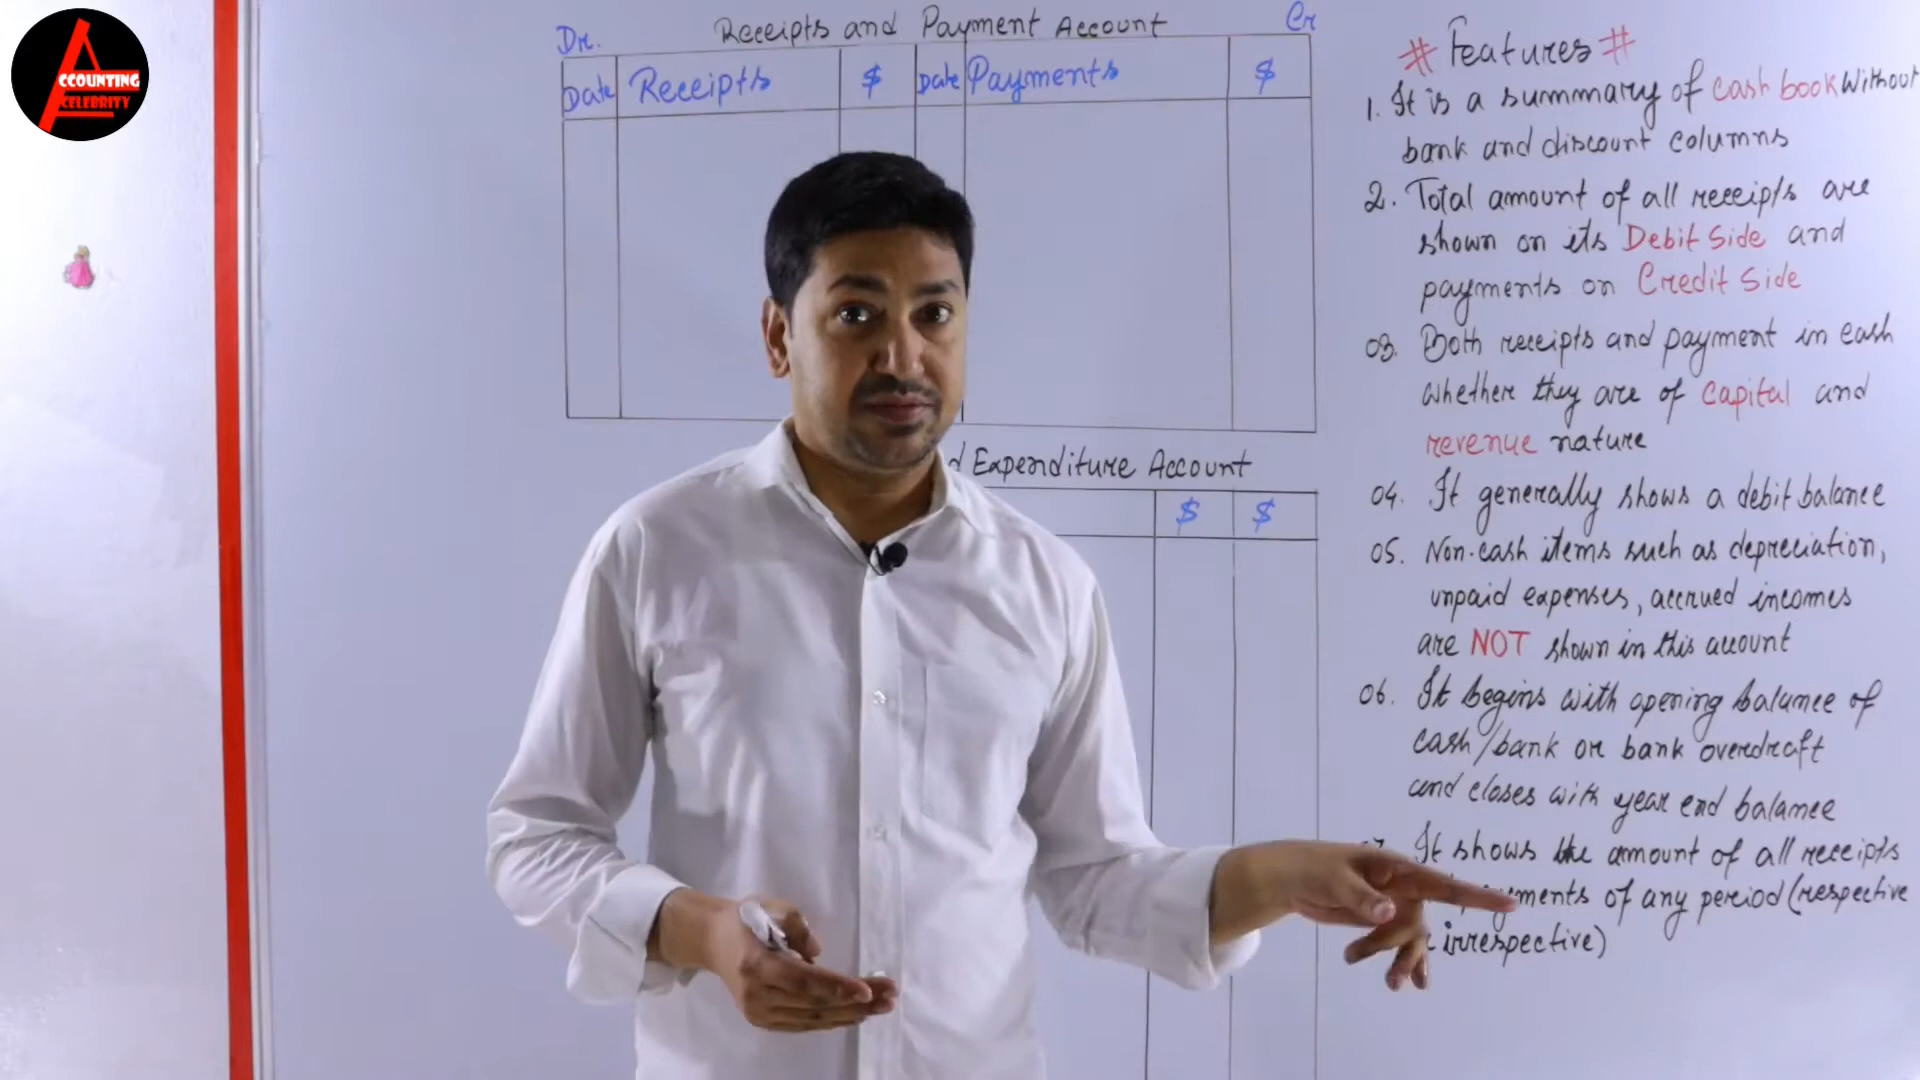 ACCOUNTING
CELEBRITY
Dr. Receipts and Payment Account Cr
Date Receipts $ Date Payments $
Expenditure Account
$ $
# Features #
1. It is a summary of cash book without
bank and discount columns
2. Total amount of all receipts are
shown on its Debit Side and
payments on Credit Side
03. Both receipts and payment in cash
whether they are of capital and
revenue nature
04. It generally shows a debit balance
05. Non-cash items such as depreciation,
unpaid expenses, accrued incomes
are NOT shown in this account
06. It begins with opening balance of
cash/bank or bank overdraft
and closes with year end balance
It shows the amount of all receipts
of any period (respective
irrespective)